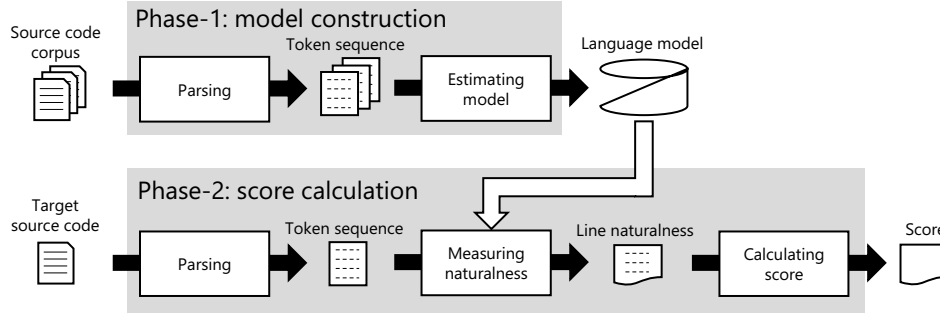 Phase-1: model construction
Source code
corpus
Token sequence
Language model
Parsing
Estimating
model
Phase-2: score calculation
Target
source code
Token sequence
Line naturalness
Score
Parsing
Measuring
naturalness
Calculating
score